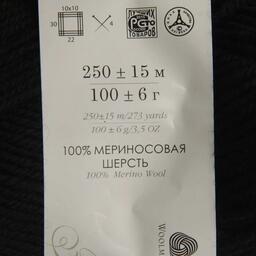 10x10
30
22
4
250 ± 15 м
100 ± 6 г
250±15 m/273 yards
100 ± 6 g/3,5 OZ
100% МЕРИНОСОВАЯ
ШЕРСТЬ
100% Merino Wool